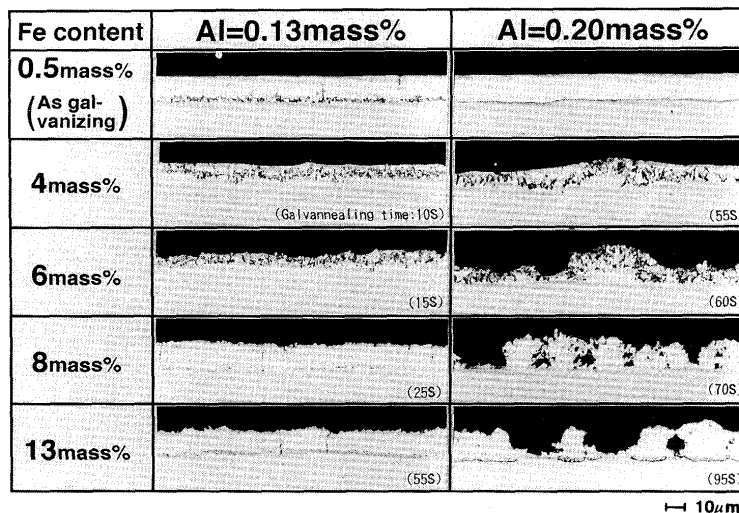 Fe content Al=0.13mass% Al=0.20mass%
0.5mass%
(As gal-
vanizing)
4mass% (Galvannealing time:10S) (55S)
6mass% (15S) (60S)
8mass% (25S) (70S)
13mass% (55S) (95S)
10μm